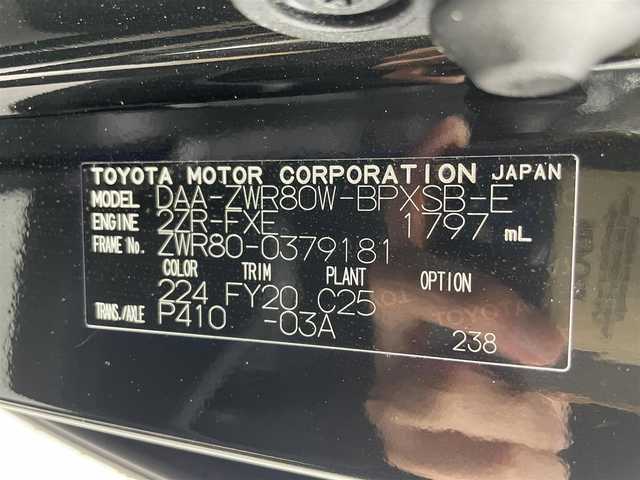 TOYOTA MOTOR CORPORATION JAPAN
MODEL DAA-ZWR80W-BPXSB-E
ENGINE 2ZR-FXE 1797 mL
FRAME No. ZWR80-0379181
COLOR TRIM PLANT OPTION
224 FY20 C25
TRANS./AXLE P410 -03A
238